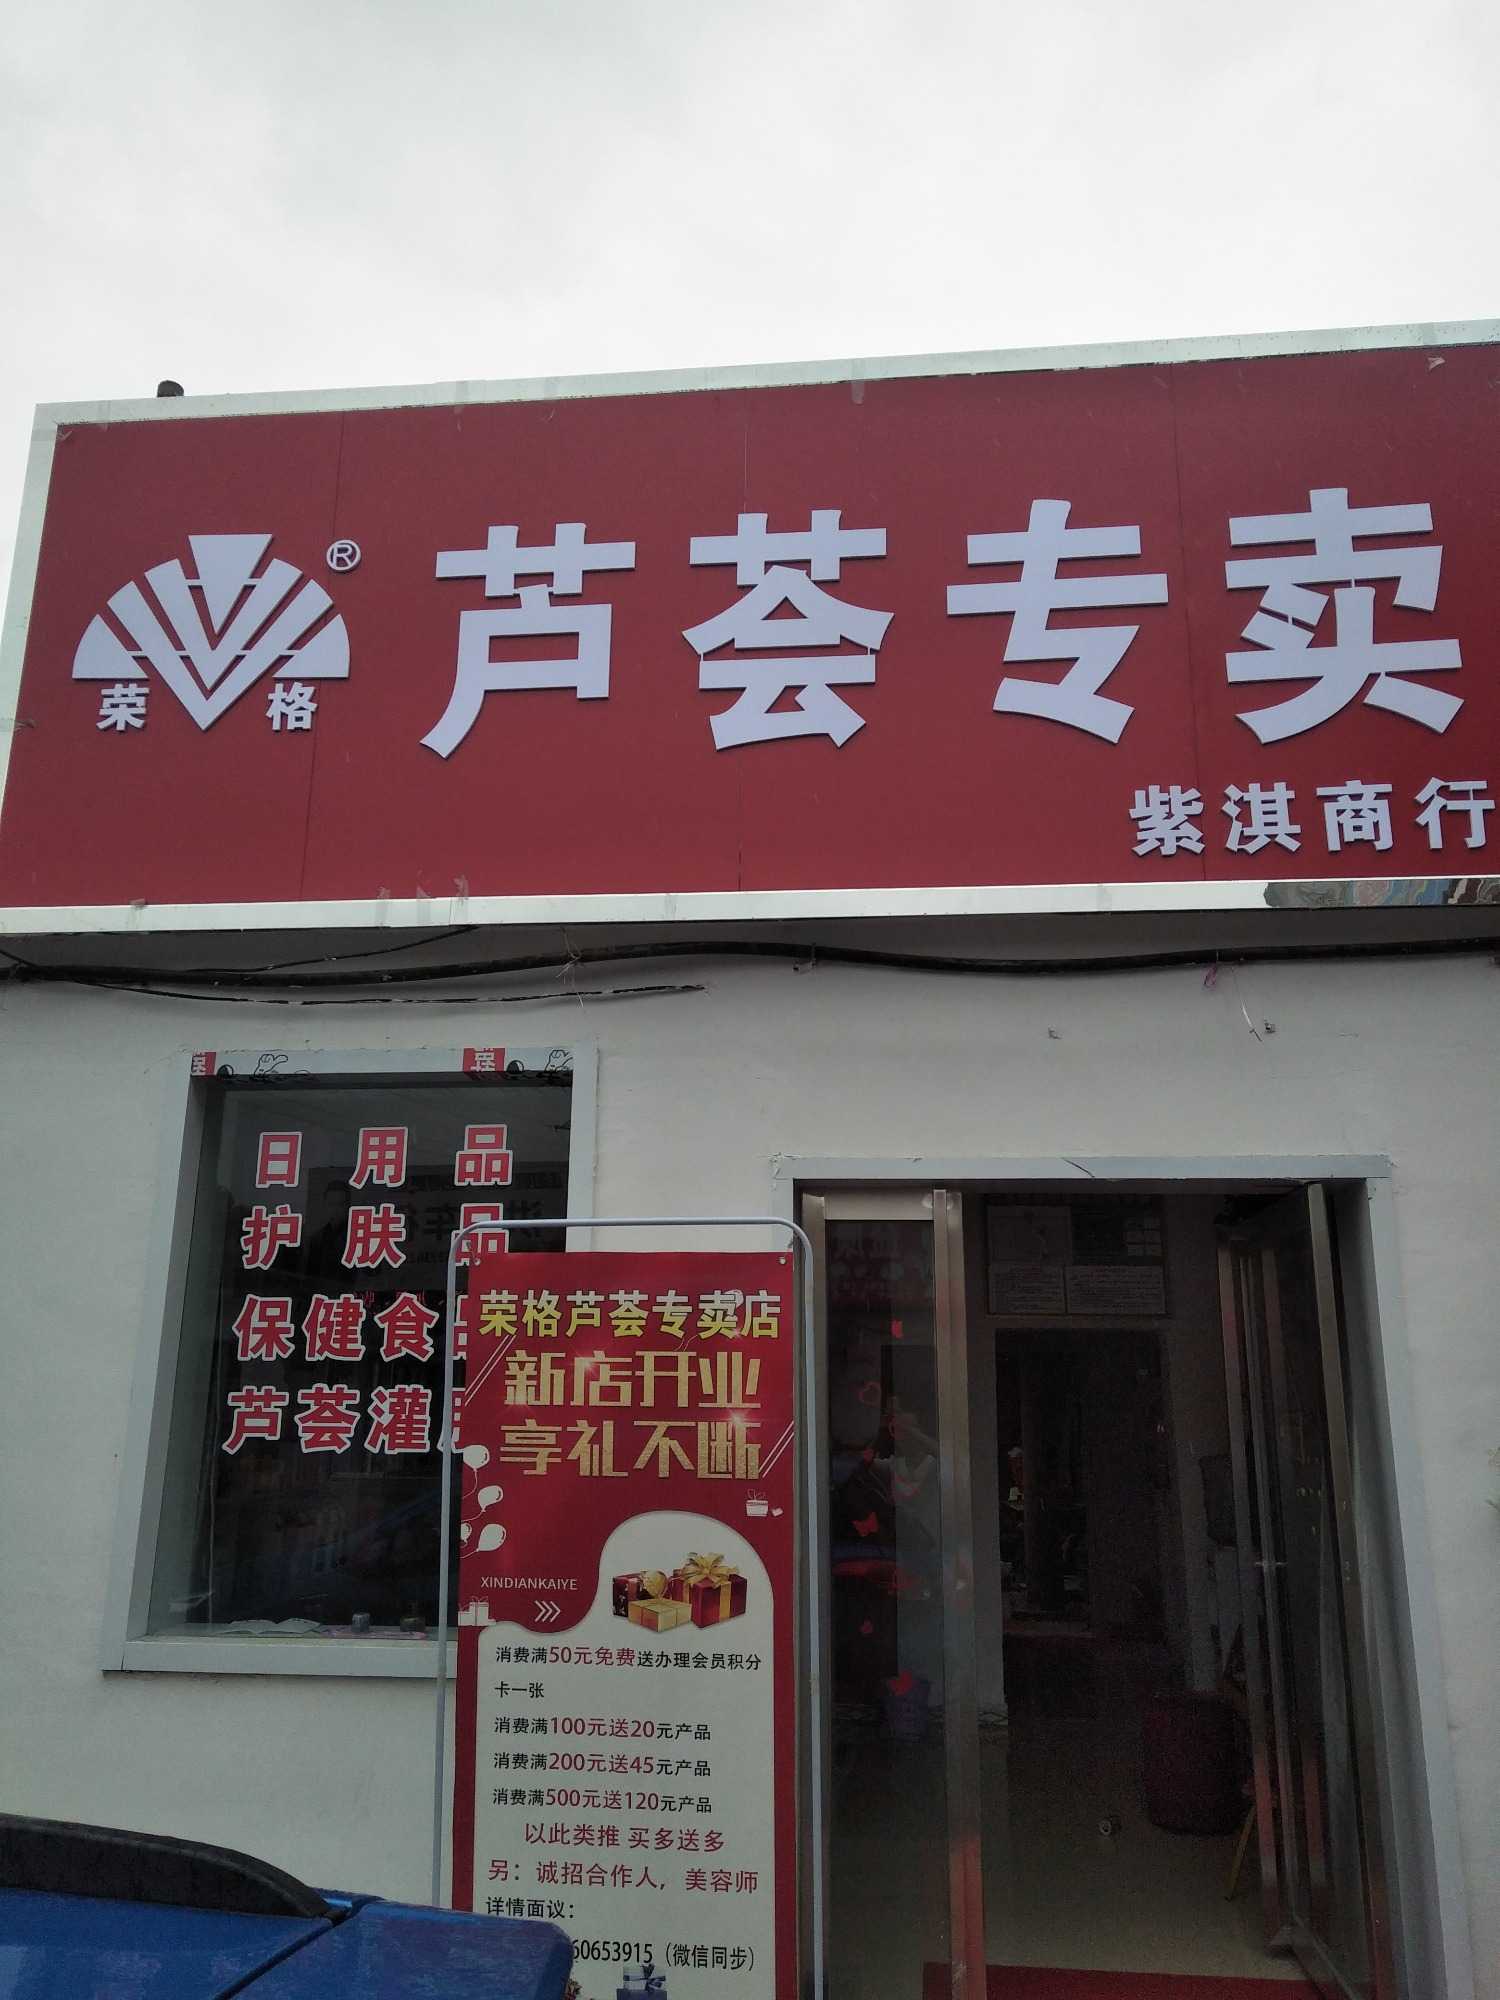 荣格®
芦荟专卖
紫淇商行
日用品
护肤品
保健食品
芦荟灌肤
荣格芦荟专卖店
新店开业
享礼不断
XINDIANKAIYE
消费满50元免费送办理会员积分
卡一张
消费满100元送20元产品
消费满200元送45元产品
消费满500元送120元产品
以此类推 买多送多
另：诚招合作人，美容师
详情面议：
60653915（微信同步）